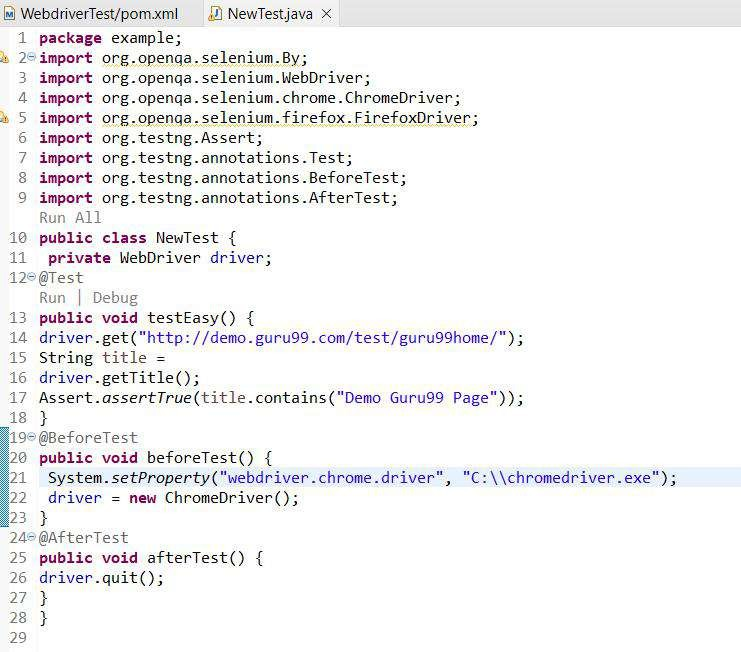 WebdriverTest/pom.xml NewTest.java
1 package example;
2 import org.openqa.selenium.By;
3 import org.openqa.selenium.WebDriver;
4 import org.openqa.selenium.chrome.ChromeDriver;
5 import org.openqa.selenium.firefox.FirefoxDriver;
6 import org.testng.Assert;
7 import org.testng.annotations.Test;
8 import org.testng.annotations.BeforeTest;
9 import org.testng.annotations.AfterTest;
Run All
10 public class NewTest {
11 private WebDriver driver;
12 @Test
Run | Debug
13 public void testEasy() {
14 driver.get("http://demo.guru99.com/test/guru99home/");
15 String title =
16 driver.getTitle();
17 Assert.assertTrue(title.contains("Demo Guru99 Page"));
18 }
19 @BeforeTest
20 public void beforeTest() {
21 System.setProperty("webdriver.chrome.driver", "C:\\chromedriver.exe");
22 driver = new ChromeDriver();
23 }
24 @AfterTest
25 public void afterTest() {
26 driver.quit();
27 }
28 }
29